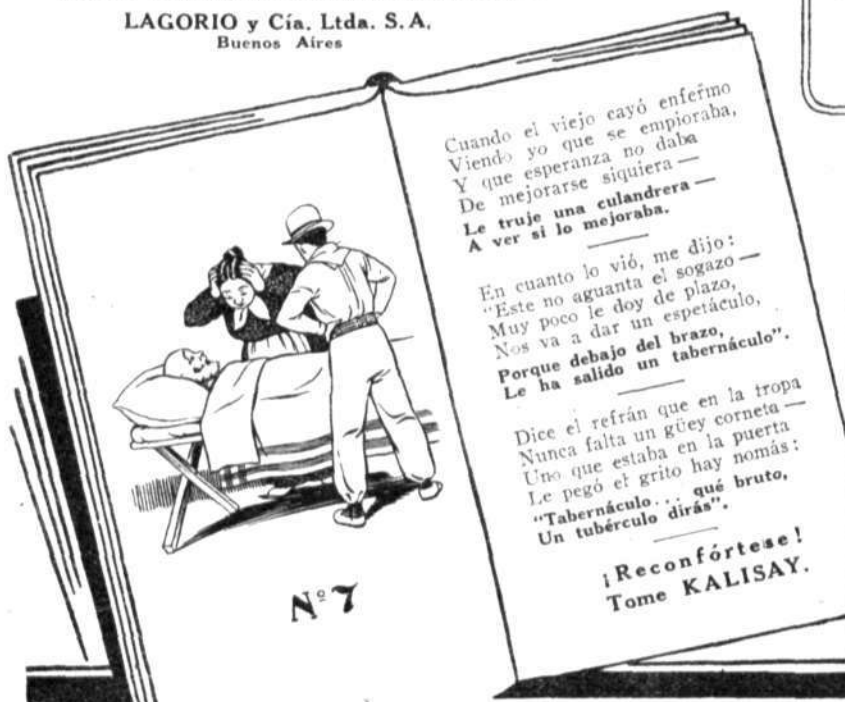 LAGORIO y Cía. Ltda. S. A.
Buenos Aires
Cuando el viejo cayó enfermo
Viendo yo que se empioraba,
Y que esperanza no daba
De mejorarse siquiera —
Le truje una culandrera —
A ver si lo mejoraba.
En cuanto lo vió, me dijo:
"Este no aguanta el sogazo —
Muy poco le doy de plazo,
Nos va a dar un espetáculo,
Porque debajo del brazo,
Le ha salido un tabernáculo".
Dice el refrán que en la tropa
Nunca falta un güey corneta —
Uno que estaba en la puerta
Le pegó el grito hay nomás:
"Tabernáculo... qué bruto,
Un tubérculo dirás".
¡Reconfórtese!
Tome KALISAY.
Nº 7